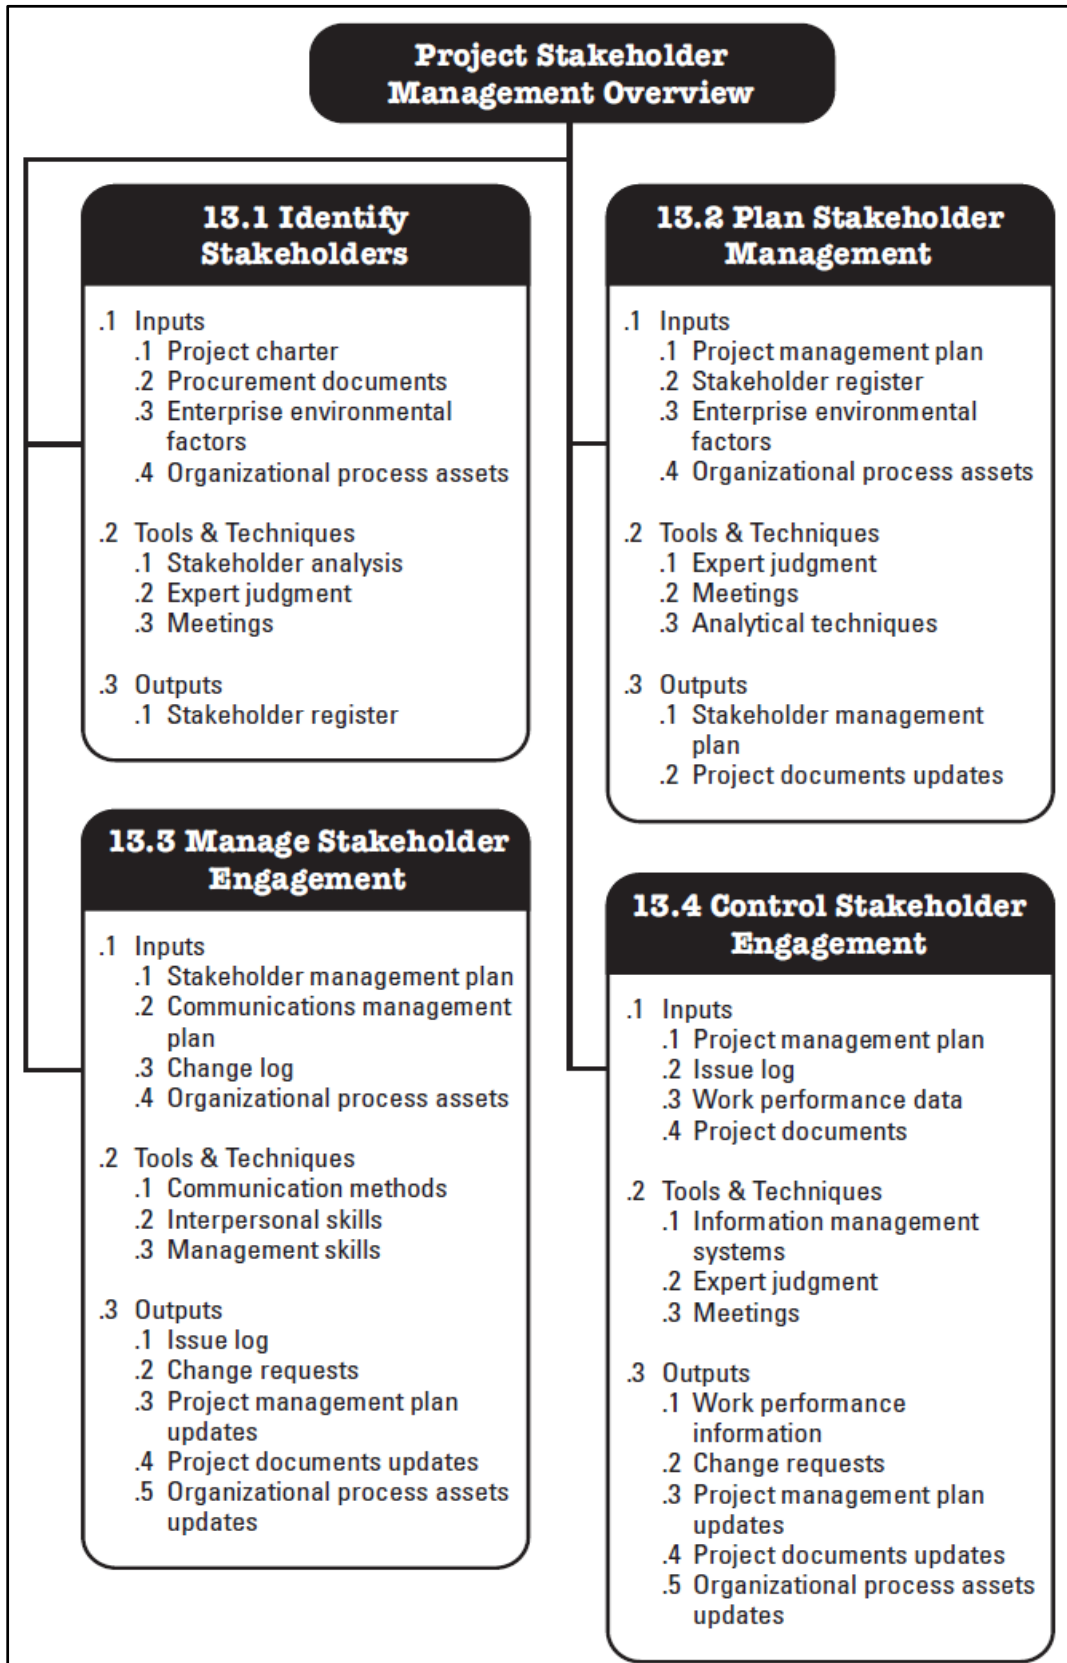 Project Stakeholder
Management Overview
13.1 Identify
Stakeholders
.1 Inputs
.1 Project charter
.2 Procurement documents
.3 Enterprise environmental
factors
.4 Organizational process assets
.2 Tools & Techniques
.1 Stakeholder analysis
.2 Expert judgment
.3 Meetings
.3 Outputs
.1 Stakeholder register
13.2 Plan Stakeholder
Management
.1 Inputs
.1 Project management plan
.2 Stakeholder register
.3 Enterprise environmental
factors
.4 Organizational process assets
.2 Tools & Techniques
.1 Expert judgment
.2 Meetings
.3 Analytical techniques
.3 Outputs
.1 Stakeholder management
plan
.2 Project documents updates
13.3 Manage Stakeholder
Engagement
.1 Inputs
.1 Stakeholder management plan
.2 Communications management
plan
.3 Change log
.4 Organizational process assets
.2 Tools & Techniques
.1 Communication methods
.2 Interpersonal skills
.3 Management skills
.3 Outputs
.1 Issue log
.2 Change requests
.3 Project management plan
updates
.4 Project documents updates
.5 Organizational process assets
updates
13.4 Control Stakeholder
Engagement
.1 Inputs
.1 Project management plan
.2 Issue log
.3 Work performance data
.4 Project documents
.2 Tools & Techniques
.1 Information management
systems
.2 Expert judgment
.3 Meetings
.3 Outputs
.1 Work performance
information
.2 Change requests
.3 Project management plan
updates
.4 Project documents updates
.5 Organizational process assets
updates